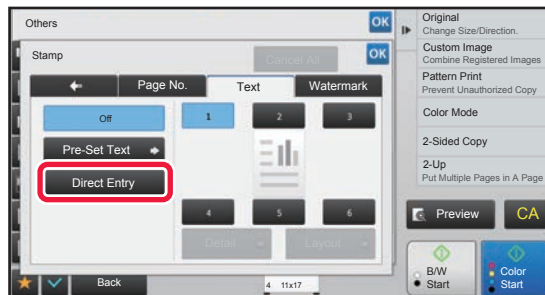 Others
OK
Stamp
Cancel All
OK
Page No.
Text
Watermark
Off
Pre-Set Text
Direct Entry
1
2
3
4
5
6
Detail
Layout
Back
4 11x17
Original
Change Size/Direction.
Custom Image
Combine Registered Images
Pattern Print
Prevent Unauthorized Copy
Color Mode
2-Sided Copy
2-Up
Put Multiple Pages in A Page
Preview
CA
B/W
Start
Color
Start